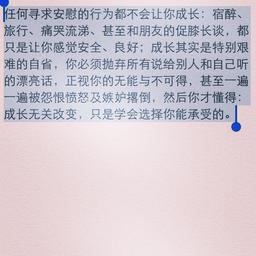 任何寻求安慰的行为都不会让你成长：宿醉、
旅行、痛哭流涕、甚至和朋友的促膝长谈，都
只是让你感觉安全、良好；成长其实是特别艰
难的自省，你必须抛弃所有说给别人和自己听
的漂亮话，正视你的无能与不可得，甚至一遍
一遍被怨恨愤怒及嫉妒撂倒，然后你才懂得：
成长无关改变，只是学会选择你能承受的。